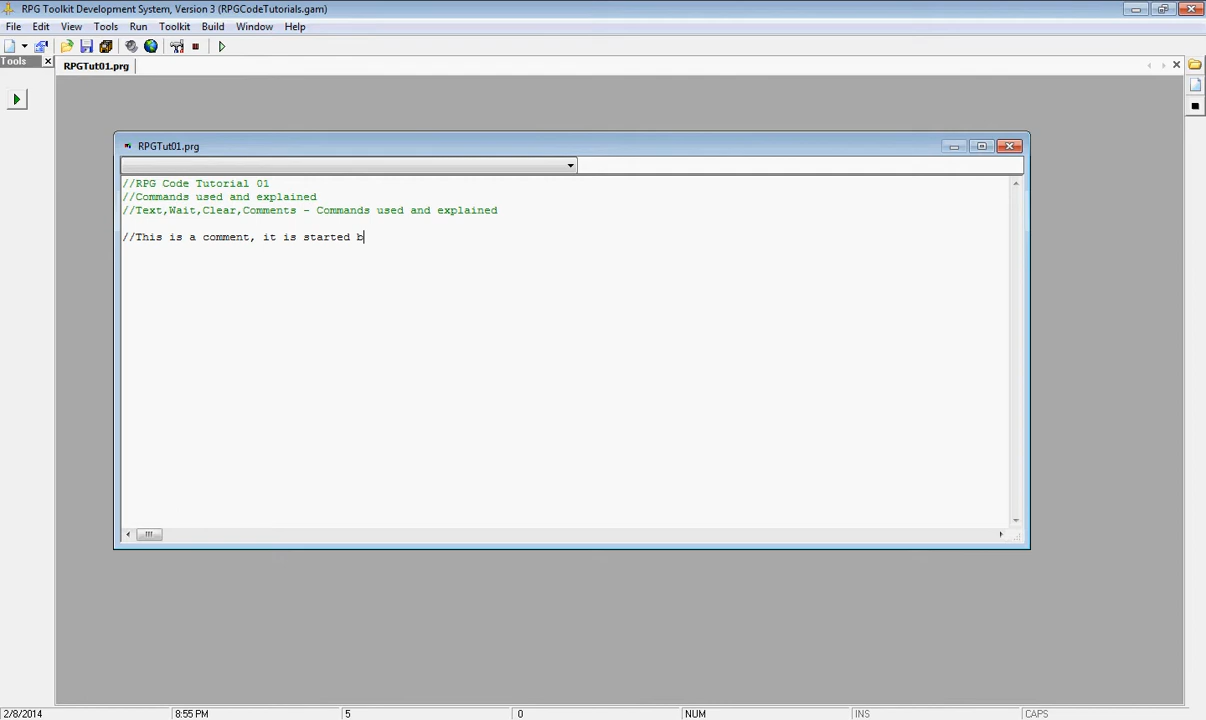 RPG Toolkit Development System, Version 3 (RPGCodeTutorials.gam)
File Edit View Tools Run Toolkit Build Window Help
Tools
RPGTut01.prg
RPGTut01.prg
//RPG Code Tutorial 01
//Commands used and explained
//Text,Wait,Clear,Comments - Commands used and explained
//This is a comment, it is started b
2/8/2014 8:55 PM 5 0 NUM INS CAPS